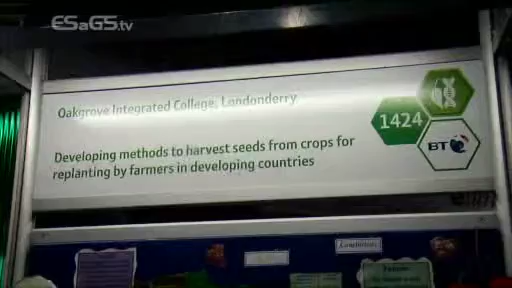 ESaGS.tv
Oakgrove Integrated College, Londonderry
1424
BT
Developing methods to harvest seeds from crops for
replanting by farmers in developing countries